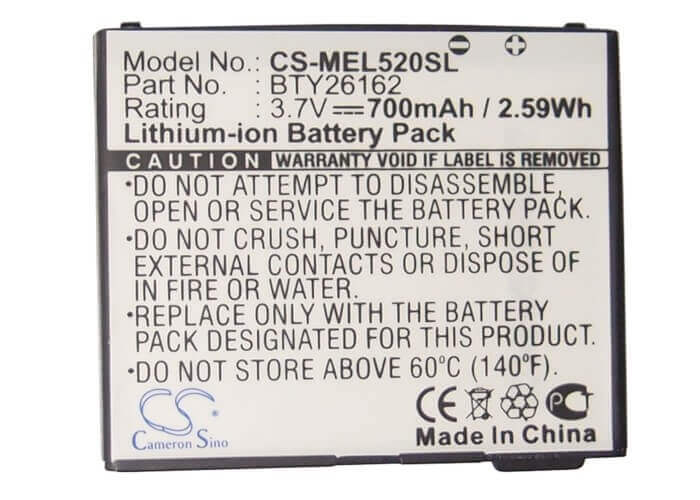 Model No.: CS-MEL520SL
Part No.: BTY26162
Rating : 3.7V⎓700mAh / 2.59Wh
Lithium-ion Battery Pack
CAUTION WARRANTY VOID IF LABEL IS REMOVED
•DO NOT ATTEMPT TO DISASSEMBLE,
OPEN OR SERVICE THE BATTERY PACK.
•DO NOT CRUSH, PUNCTURE, SHORT
EXTERNAL CONTACTS OR DISPOSE OF
IN FIRE OR WATER.
•REPLACE ONLY WITH THE BATTERY
PACK DESIGNATED FOR THIS MODEL.
•DO NOT STORE ABOVE 60°C (140°F).
CS
Cameron Sino
CE
PC
Made In China